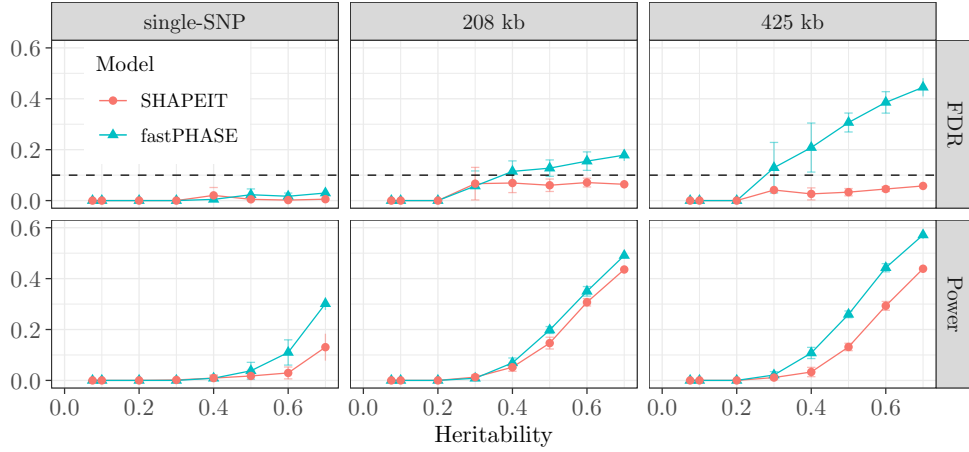 single-SNP 208 kb 425 kb
Model
SHAPEIT
fastPHASE
0.6
0.4
0.2
0.0
FDR
0.6
0.4
0.2
0.0
Power
0.0 0.2 0.4 0.6 0.0 0.2 0.4 0.6 0.0 0.2 0.4 0.6
Heritability